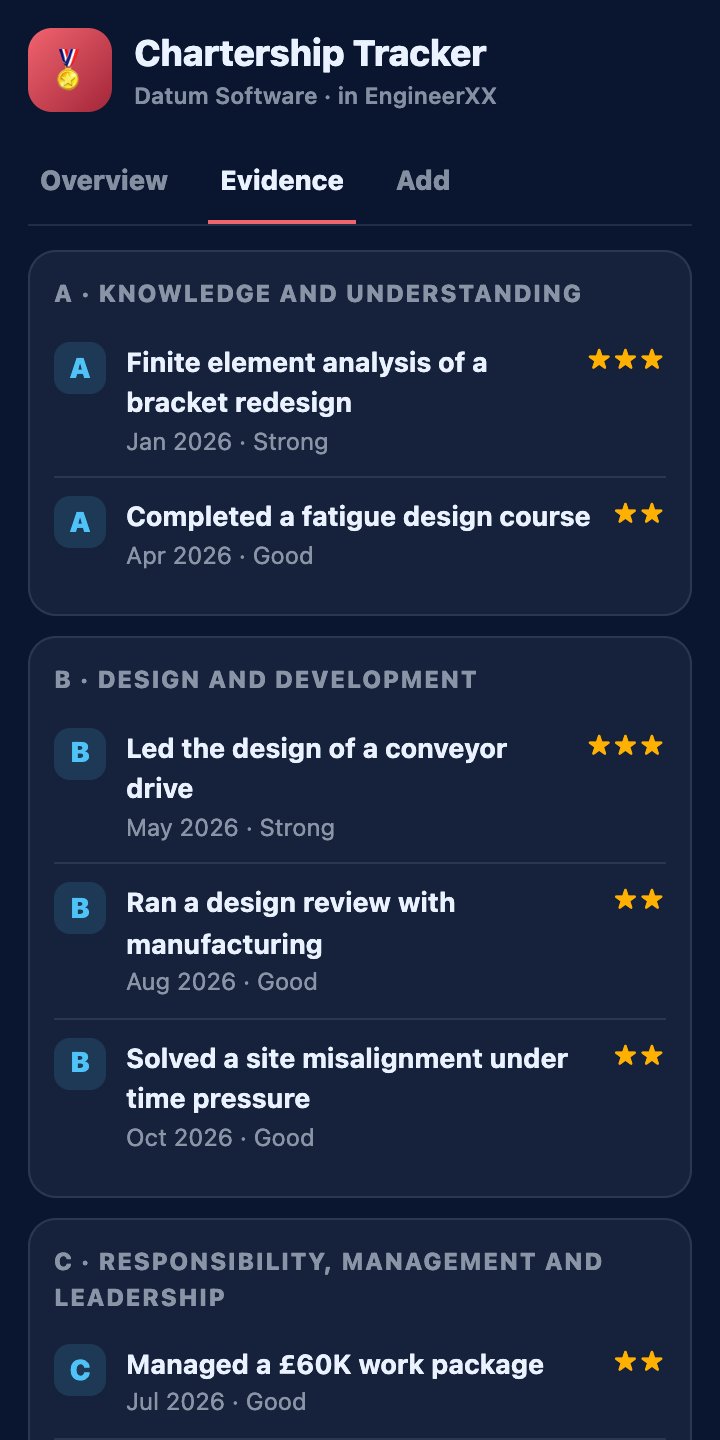 Chartership Tracker
Datum Software · in EngineerXX
Overview Evidence Add
A · KNOWLEDGE AND UNDERSTANDING
A Finite element analysis of a ★★★
bracket redesign
Jan 2026 · Strong
A Completed a fatigue design course ★★
Apr 2026 · Good
B · DESIGN AND DEVELOPMENT
B Led the design of a conveyor ★★★
drive
May 2026 · Strong
B Ran a design review with ★★
manufacturing
Aug 2026 · Good
B Solved a site misalignment under ★★
time pressure
Oct 2026 · Good
C · RESPONSIBILITY, MANAGEMENT AND
LEADERSHIP
C Managed a £60K work package ★★
Jul 2026 · Good